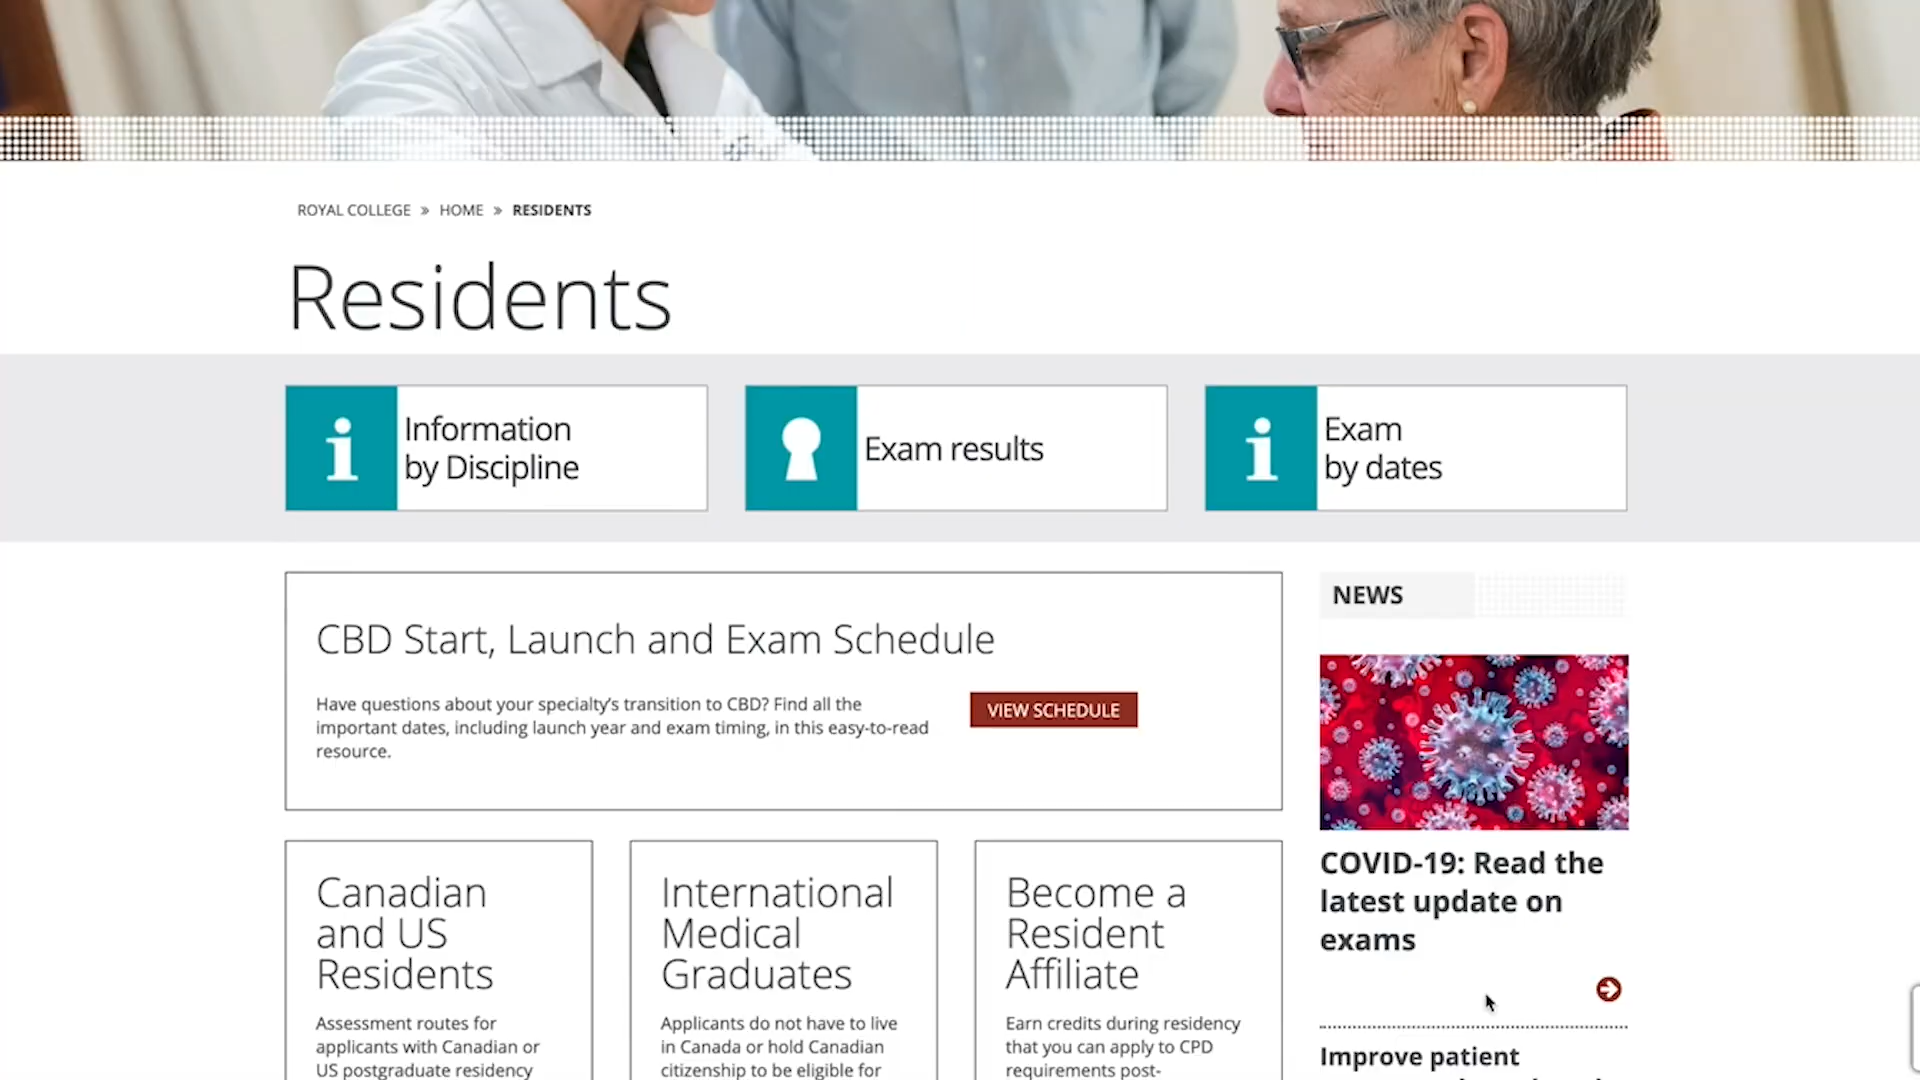 ROYAL COLLEGE » HOME » RESIDENTS
Residents
Information
by Discipline
Exam results
Exam
by dates
CBD Start, Launch and Exam Schedule
Have questions about your specialty’s transition to CBD? Find all the
important dates, including launch year and exam timing, in this easy-to-read
resource.
VIEW SCHEDULE
Canadian
and US
Residents
Assessment routes for
applicants with Canadian or
US postgraduate residency
International
Medical
Graduates
Applicants do not have to live
in Canada or hold Canadian
citizenship to be eligible for
Become a
Resident
Affiliate
Earn credits during residency
that you can apply to CPD
requirements post-
NEWS
COVID-19: Read the
latest update on
exams
Improve patient